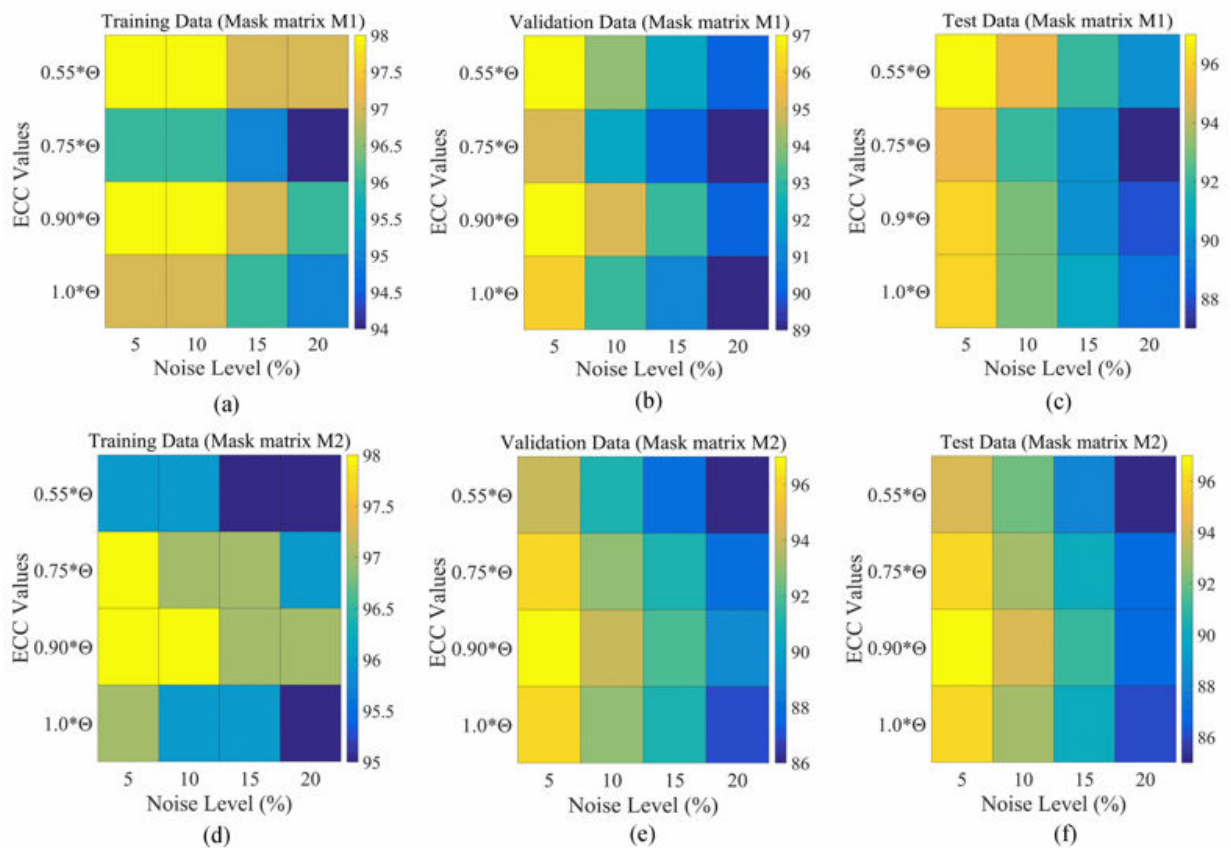 Training Data (Mask matrix M1)
ECC Values
0.55*Θ
0.75*Θ
0.90*Θ
1.0*Θ
5 10 15 20
Noise Level (%)
98
97.5
97
96.5
96
95.5
95
94.5
94
(a)
Validation Data (Mask matrix M1)
ECC Values
0.55*Θ
0.75*Θ
0.90*Θ
1.0*Θ
5 10 15 20
Noise Level (%)
97
96
95
94
93
92
91
90
89
(b)
Test Data (Mask matrix M1)
ECC Values
0.55*Θ
0.75*Θ
0.9*Θ
1.0*Θ
5 10 15 20
Noise Level (%)
96
94
92
90
88
(c)
Training Data (Mask matrix M2)
ECC Values
0.55*Θ
0.75*Θ
0.90*Θ
1.0*Θ
5 10 15 20
Noise Level (%)
98
97.5
97
96.5
96
95.5
95
(d)
Validation Data (Mask matrix M2)
ECC Values
0.55*Θ
0.75*Θ
0.90*Θ
1.0*Θ
5 10 15 20
Noise Level (%)
96
94
92
90
88
86
(e)
Test Data (Mask matrix M2)
ECC Values
0.55*Θ
0.75*Θ
0.90*Θ
1.0*Θ
5 10 15 20
Noise Level (%)
96
94
92
90
88
86
(f)